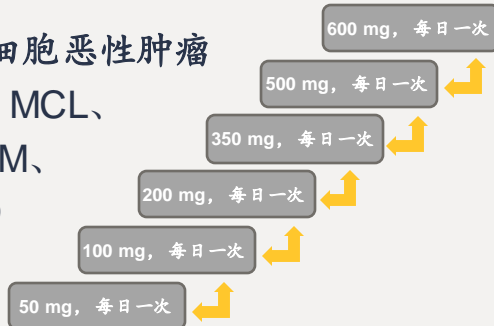 600 mg，每日一次
细胞恶性肿瘤
500 mg，每日一次
MCL、
350 mg，每日一次
M、
200 mg，每日一次
)
100 mg，每日一次
50 mg，每日一次